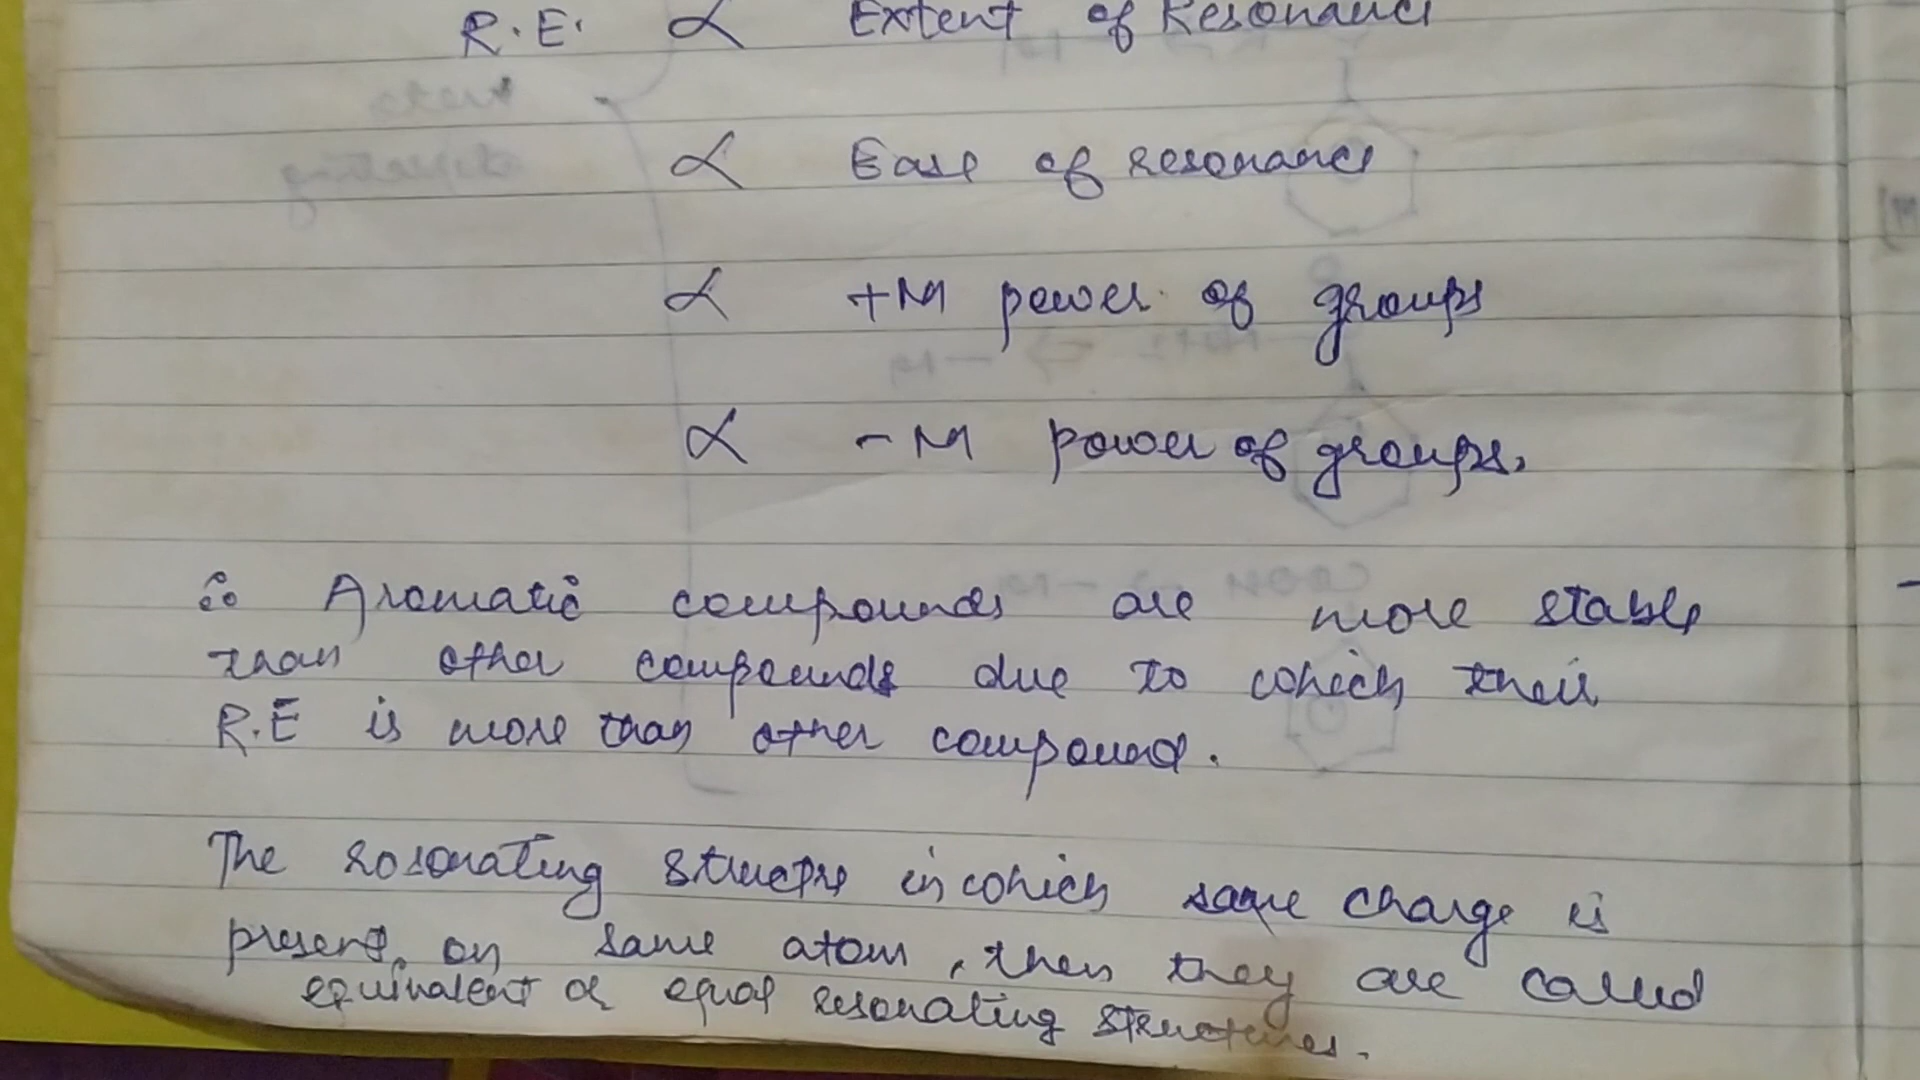 R.E. ∝ Extent of Resonance
∝ Ease of resonance
∝ +M power of groups
∝ -M power of groups.
∴ Aromatic compounds are more stable
than other compounds due to which their
R.E is more than other compound.
The rosonating structrs in which same charge is
present on same atom, then they are called
equivalent or equal resonating structures.